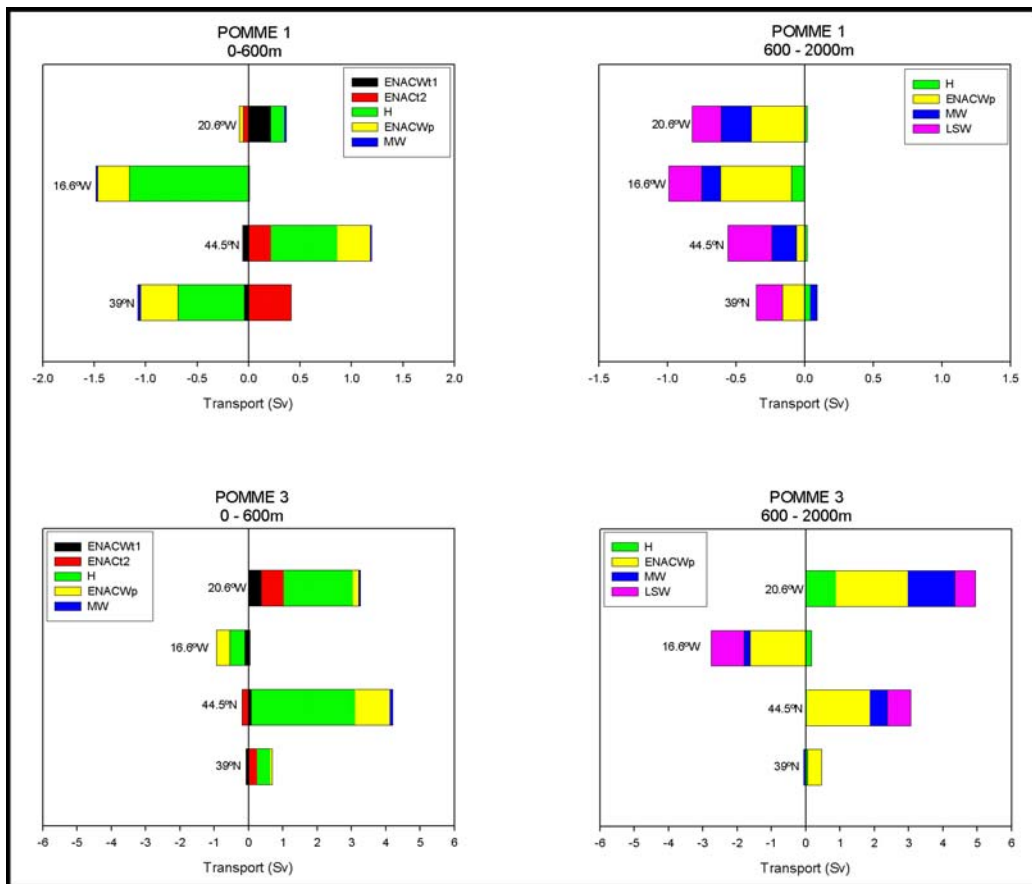 POMME 1
0-600m
ENACWt1
ENACt2
H
ENACWp
MW
20.6ºW
16.6ºW
44.5ºN
39ºN
-2.0 -1.5 -1.0 -0.5 0.0 0.5 1.0 1.5 2.0
Transport (Sv)
POMME 1
600 - 2000m
H
ENACWp
MW
LSW
20.6ºW
16.6ºW
44.5ºN
39ºN
-1.5 -1.0 -0.5 0.0 0.5 1.0 1.5
Transport (Sv)
POMME 3
0 - 600m
ENACWt1
ENACt2
H
ENACWp
MW
20.6ºW
16.6ºW
44.5ºN
39ºN
-6 -5 -4 -3 -2 -1 0 1 2 3 4 5 6
Transport (Sv)
POMME 3
600 - 2000m
H
ENACWp
MW
LSW
20.6ºW
16.6ºW
44.5ºN
39ºN
-6 -5 -4 -3 -2 -1 0 1 2 3 4 5 6
Transport (Sv)